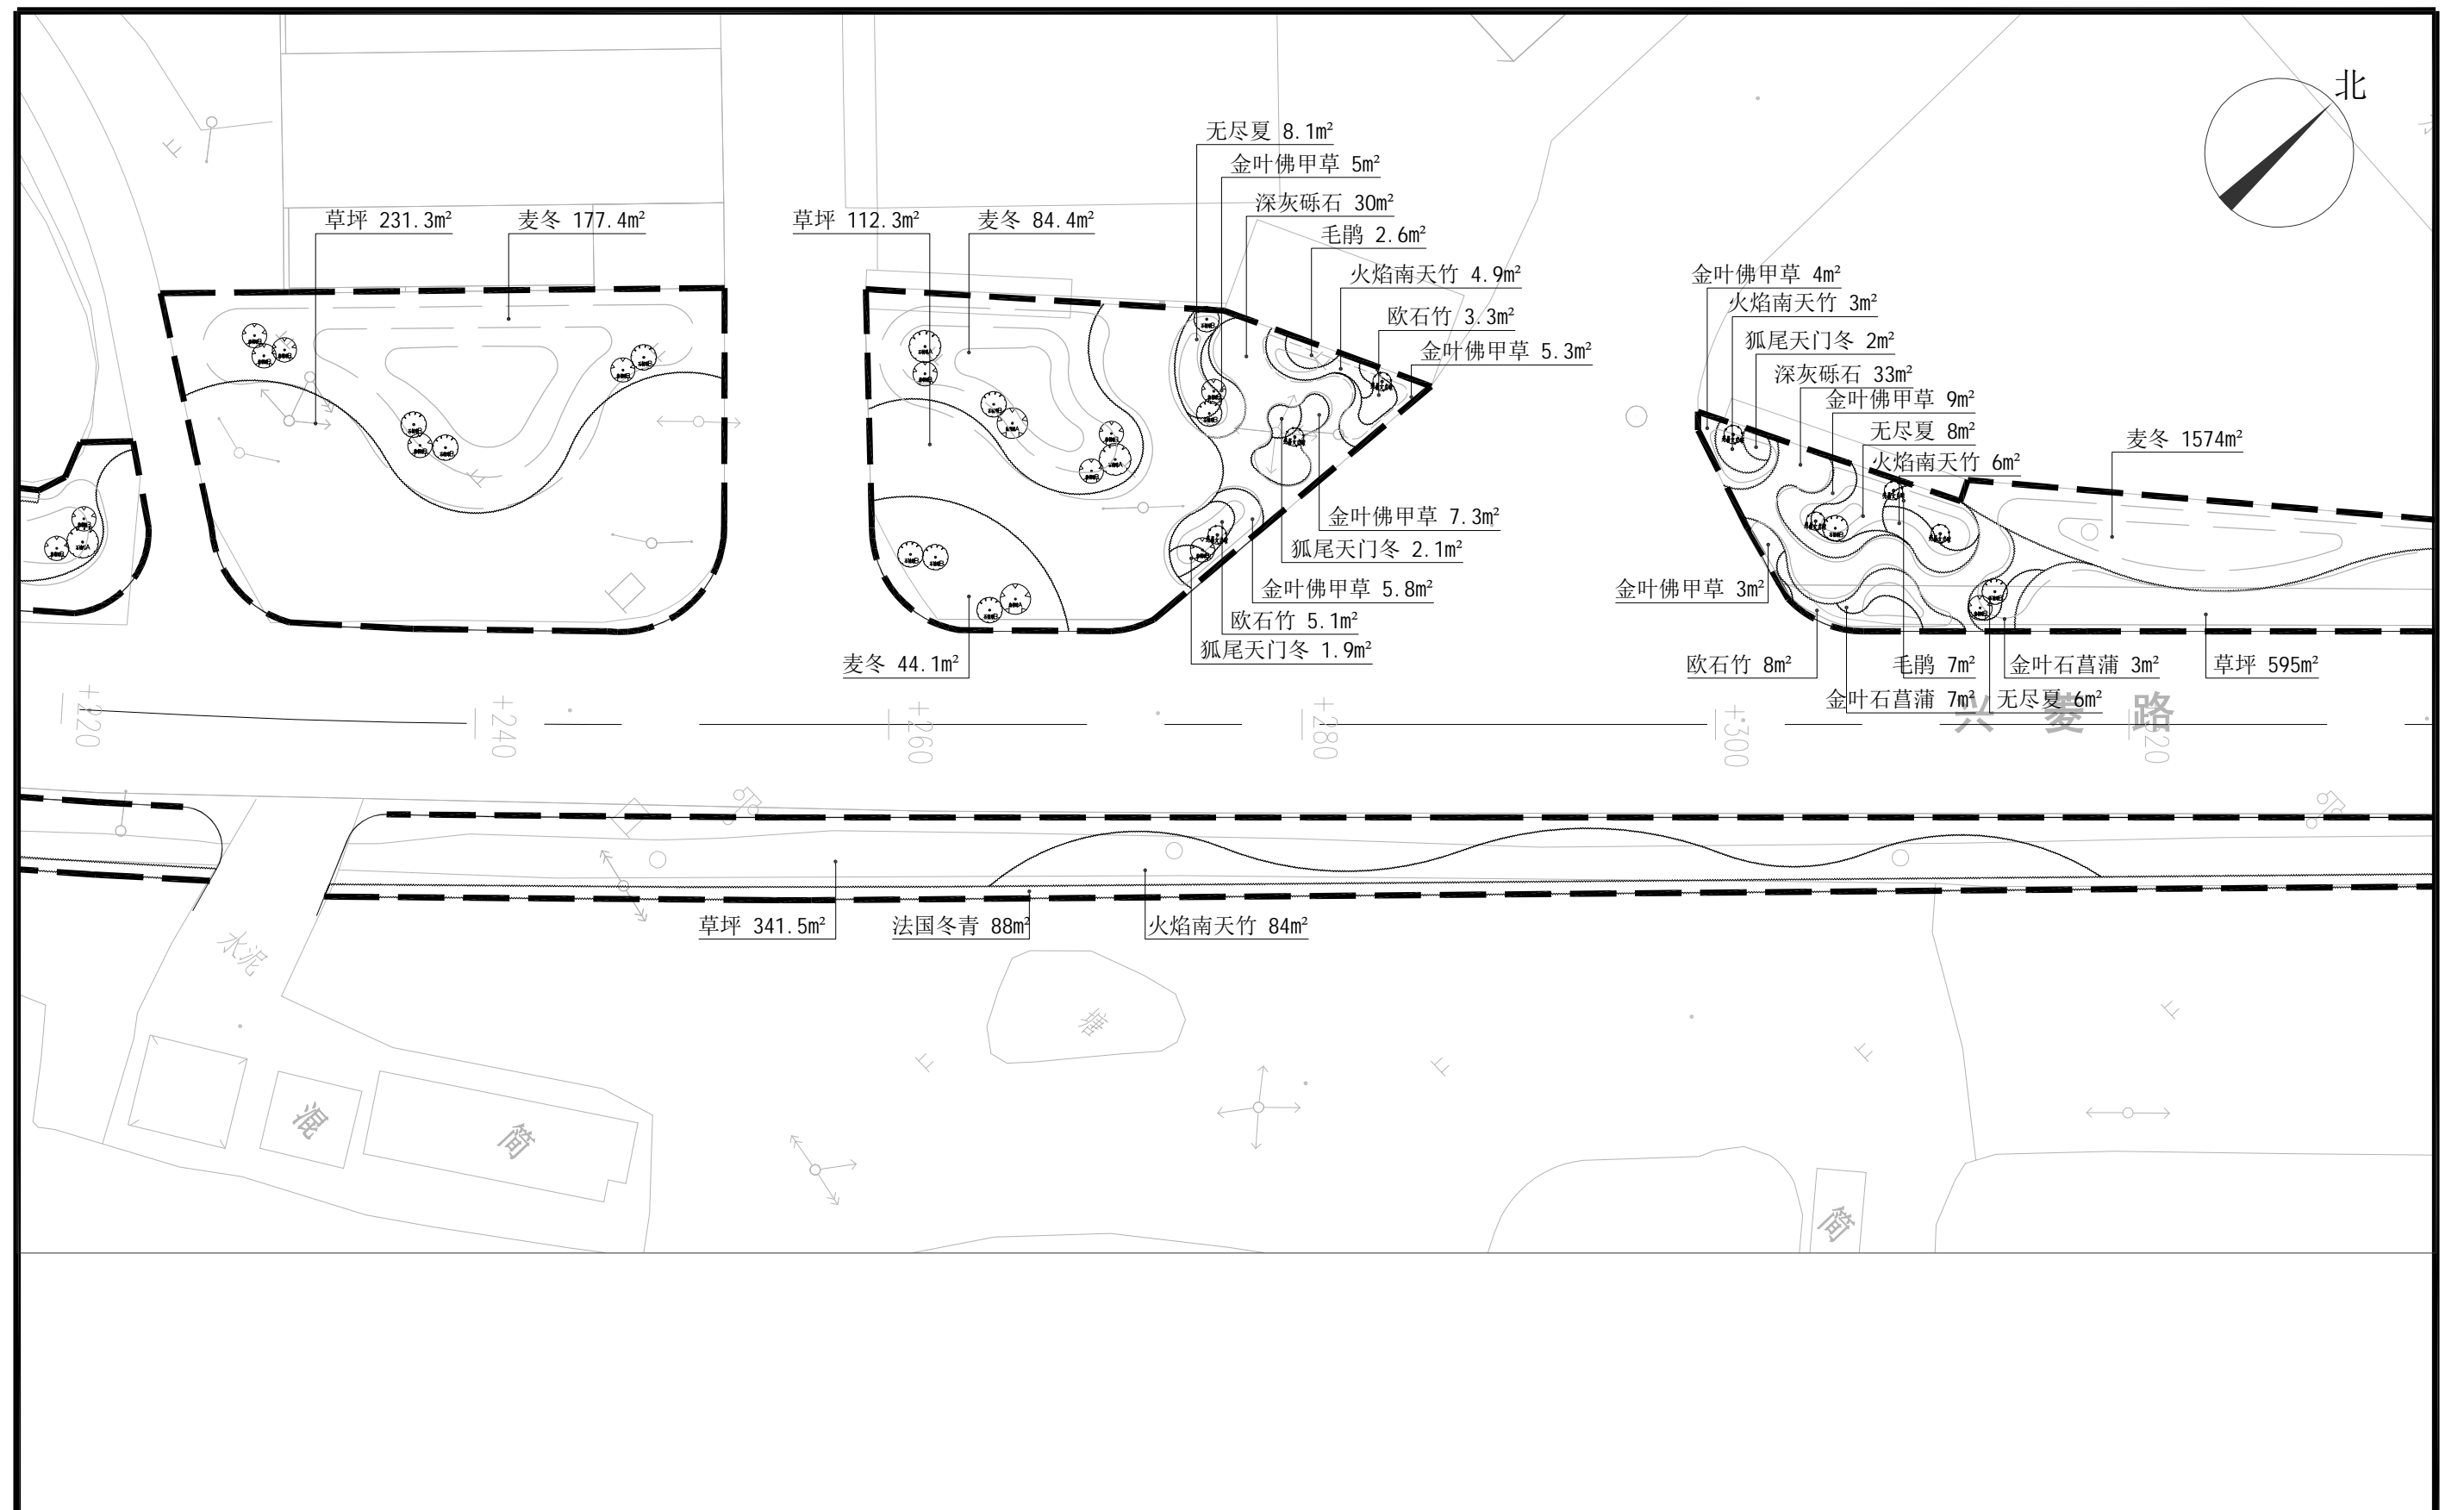 北
无尽夏 8.1m²
金叶佛甲草 5m²
深灰砾石 30m²
草坪 231.3m²
麦冬 177.4m²
草坪 112.3m²
麦冬 84.4m²
毛鹃 2.6m²
火焰南天竹 4.9m²
欧石竹 3.3m²
金叶佛甲草 5.3m²
金叶佛甲草 4m²
火焰南天竹 3m²
狐尾天门冬 2m²
深灰砾石 33m²
金叶佛甲草 9m²
无尽夏 8m²
火焰南天竹 6m²
麦冬 1574m²
金叶佛甲草 7.3m²
狐尾天门冬 2.1m²
金叶佛甲草 5.8m²
欧石竹 5.1m²
狐尾天门冬 1.9m²
麦冬 44.1m²
金叶佛甲草 3m²
欧石竹 8m²
毛鹃 7m²
金叶石菖蒲 3m²
草坪 595m²
金叶石菖蒲 7m²
无尽夏 6m²
兴菱路
+220
+240
+260
+280
+300
草坪 341.5m²
法国冬青 88m²
火焰南天竹 84m²
水泥
塘
混
简
简